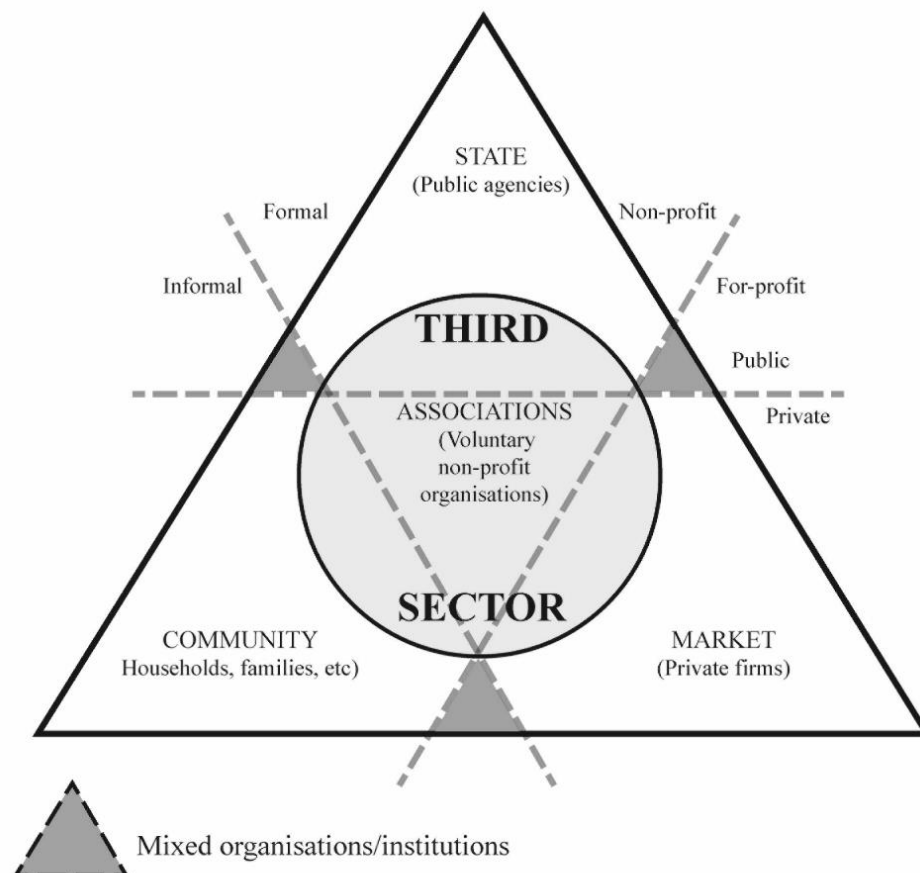 STATE
(Public agencies)
Formal
Non-profit
Informal
For-profit
THIRD
Public
Private
ASSOCIATIONS
(Voluntary
non-profit
organisations)
SECTOR
COMMUNITY
Households, families, etc)
MARKET
(Private firms)
Mixed organisations/institutions